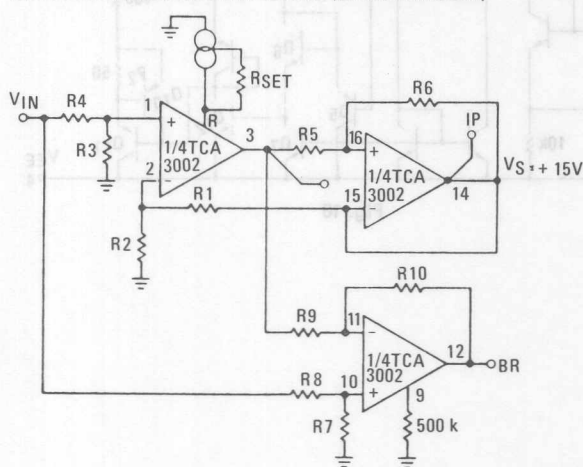 RSET
VIN
R4
1
+
R
R3
1/4TCA
3002
3
2
-
R1
R2
R5
R6
IP
16
+
1/4TCA
3002
14
VS = + 15V
15
-
R9
R10
11
-
1/4TCA
3002
12
BR
R8
10
+
9
R7
500 k